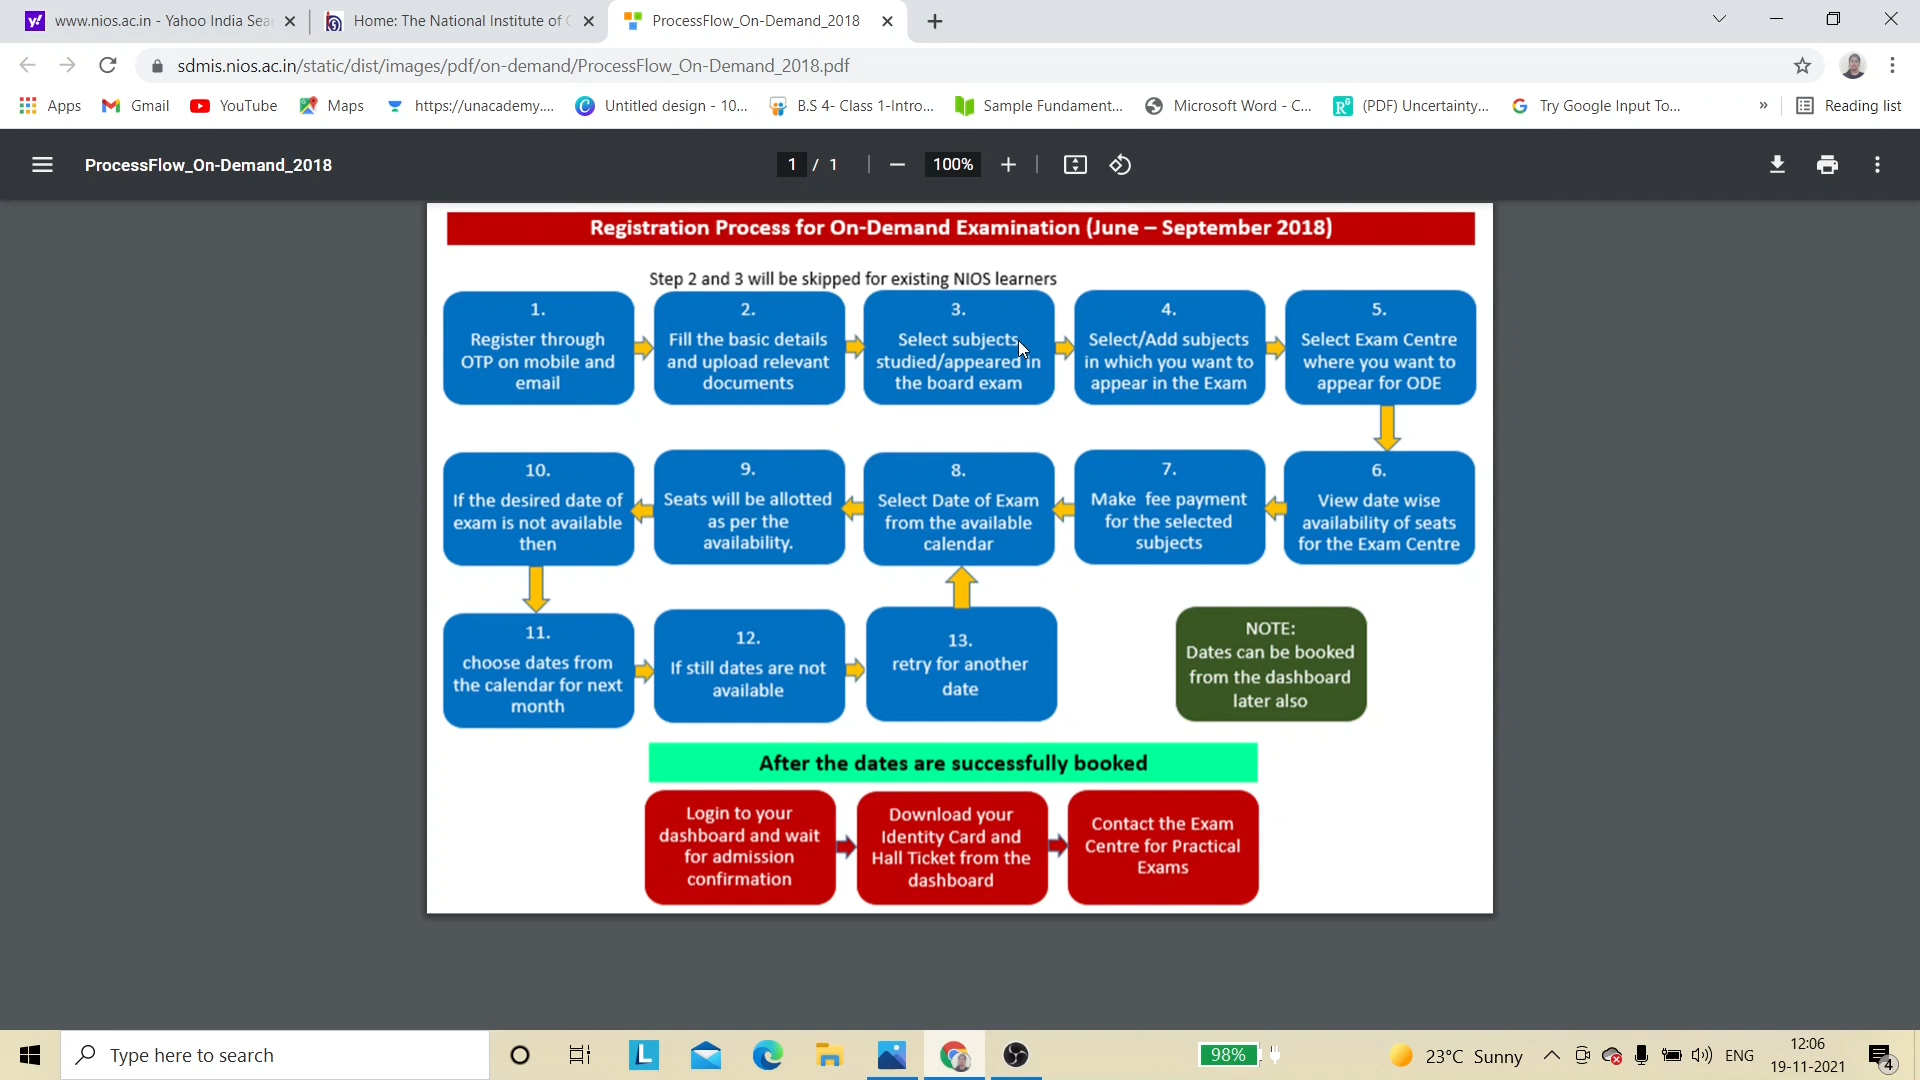 www.nios.ac.in - Yahoo India Sea
Home: The National Institute of O
ProcessFlow_On-Demand_2018
sdmis.nios.ac.in/static/dist/images/pdf/on-demand/ProcessFlow_On-Demand_2018.pdf
Apps
Gmail
YouTube
Maps
https://unacademy....
Untitled design - 10...
B.S 4- Class 1-Intro...
Sample Fundament...
Microsoft Word - C...
(PDF) Uncertainty...
Try Google Input To...
»
Reading list
ProcessFlow_On-Demand_2018
1 / 1
100%
Registration Process for On-Demand Examination (June – September 2018)
Step 2 and 3 will be skipped for existing NIOS learners
1.
Register through
OTP on mobile and
email
2.
Fill the basic details
and upload relevant
documents
3.
Select subjects
studied/appeared in
the board exam
4.
Select/Add subjects
in which you want to
appear in the Exam
5.
Select Exam Centre
where you want to
appear for ODE
6.
View date wise
availability of seats
for the Exam Centre
7.
Make fee payment
for the selected
subjects
8.
Select Date of Exam
from the available
calendar
9.
Seats will be allotted
as per the
availability.
10.
If the desired date of
exam is not available
then
11.
choose dates from
the calendar for next
month
12.
If still dates are not
available
13.
retry for another
date
NOTE:
Dates can be booked
from the dashboard
later also
After the dates are successfully booked
Login to your
dashboard and wait
for admission
confirmation
Download your
Identity Card and
Hall Ticket from the
dashboard
Contact the Exam
Centre for Practical
Exams
Type here to search
98%
23°C Sunny
ENG
12:06
19-11-2021
4